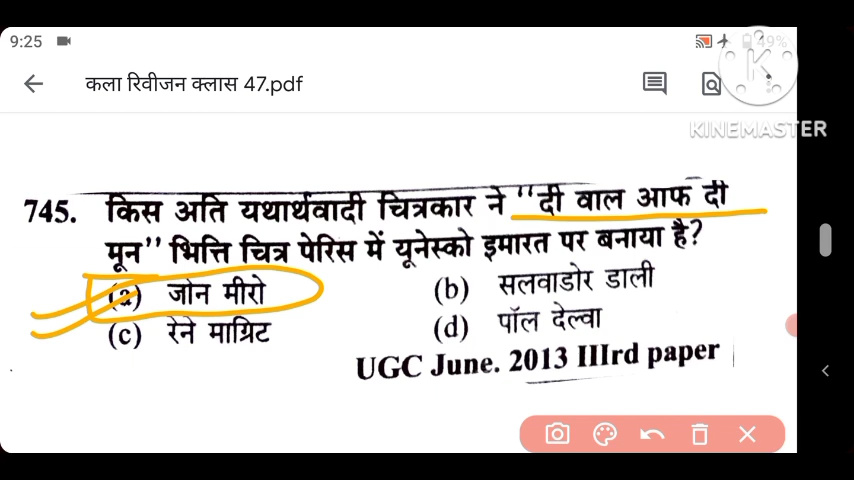 9:25
49%
कला रिवीजन क्लास 47.pdf
K
KINEMASTER
745. किस अति यथार्थवादी चित्रकार ने "दी वाल आफ दी
मून" भित्ति चित्र पेरिस में यूनेस्को इमारत पर बनाया है?
(a) जोन मीरो (b) सलवाडोर डाली
(c) रेने माग्रिट (d) पॉल देल्वा
UGC June. 2013 IIIrd paper